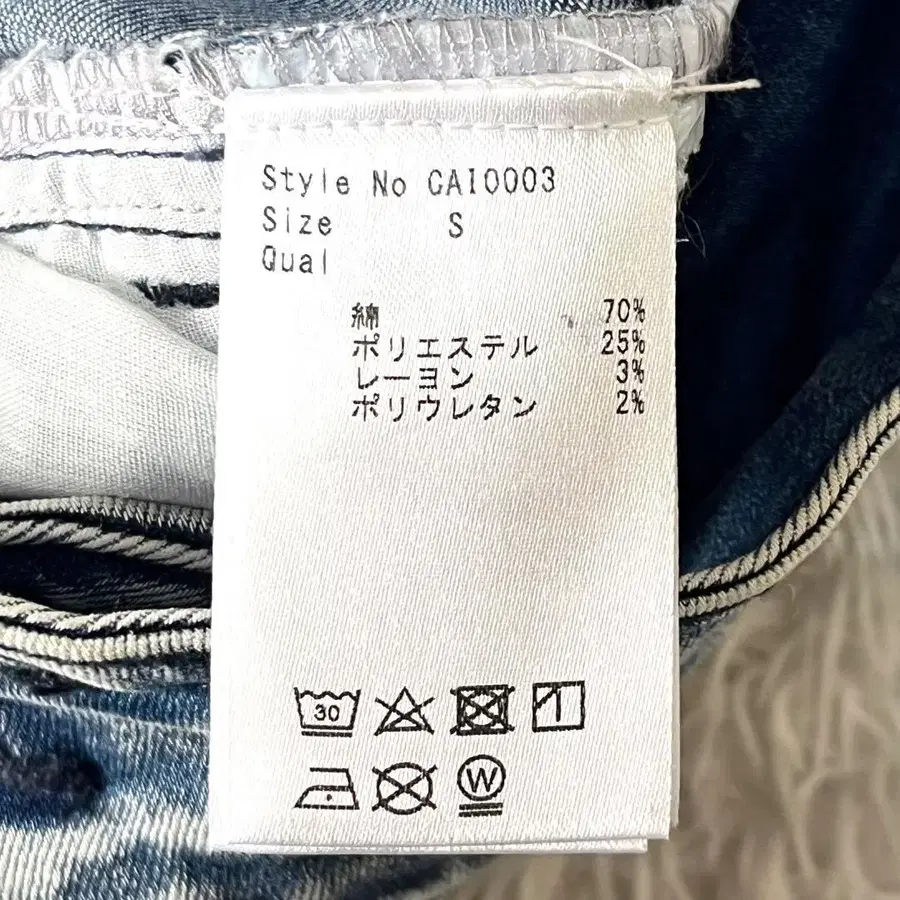 Style No CAI0003
Size S
Qual
綿 70%
ポリエステル 25%
レーヨン 3%
ポリウレタン 2%
30
W